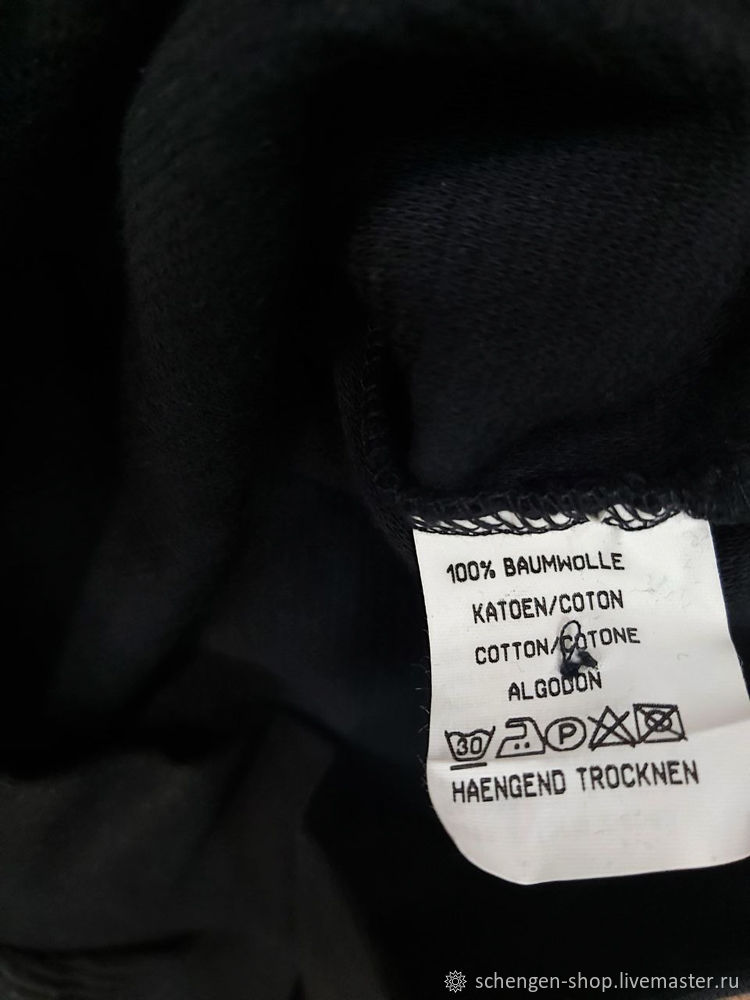 100% BAUMWOLLE
KATOEN/COTON
COTTON/COTONE
ALGODON
30 P
HAENGEND TROCKNEN
schengen-shop.livemaster.ru